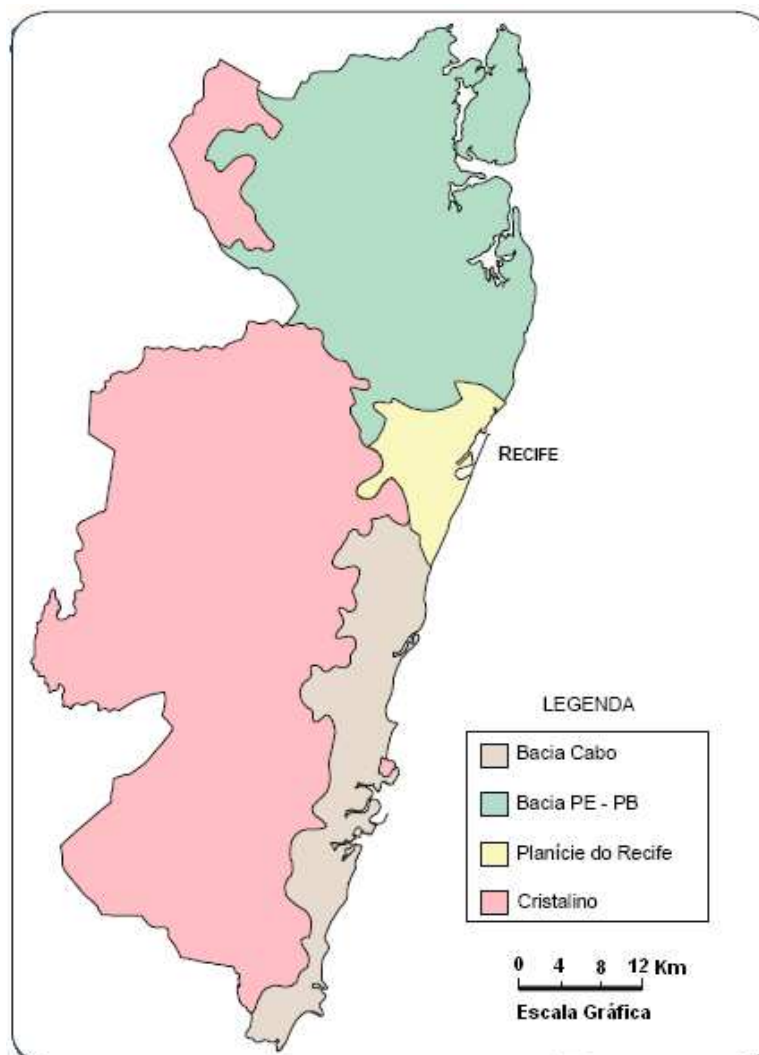 RECIFE
LEGENDA
Bacia Cabo
Bacia PE - PB
Planície do Recife
Cristalino
0 4 8 12 Km
Escala Gráfica